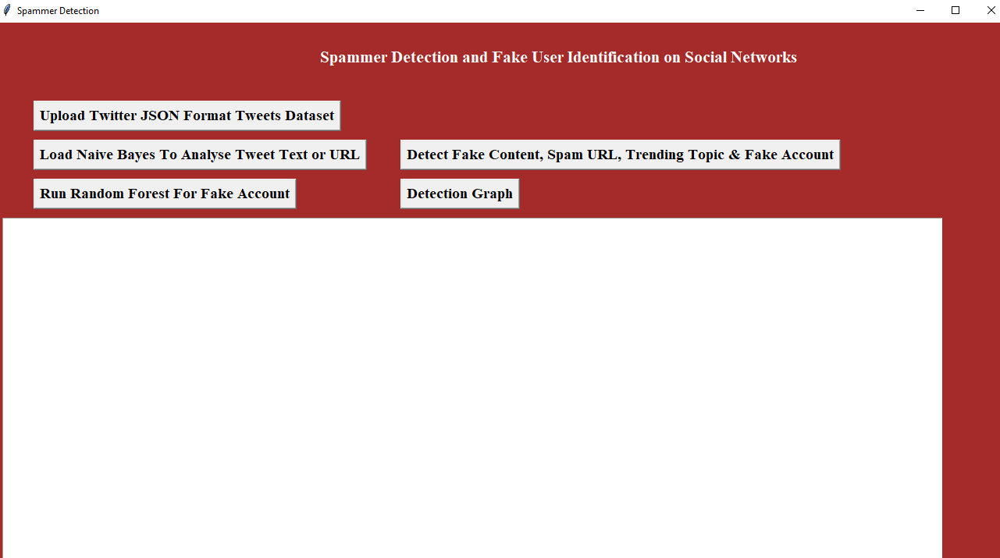 Spammer Detection
Spammer Detection and Fake User Identification on Social Networks
Upload Twitter JSON Format Tweets Dataset
Load Naive Bayes To Analyse Tweet Text or URL
Detect Fake Content, Spam URL, Trending Topic & Fake Account
Run Random Forest For Fake Account
Detection Graph